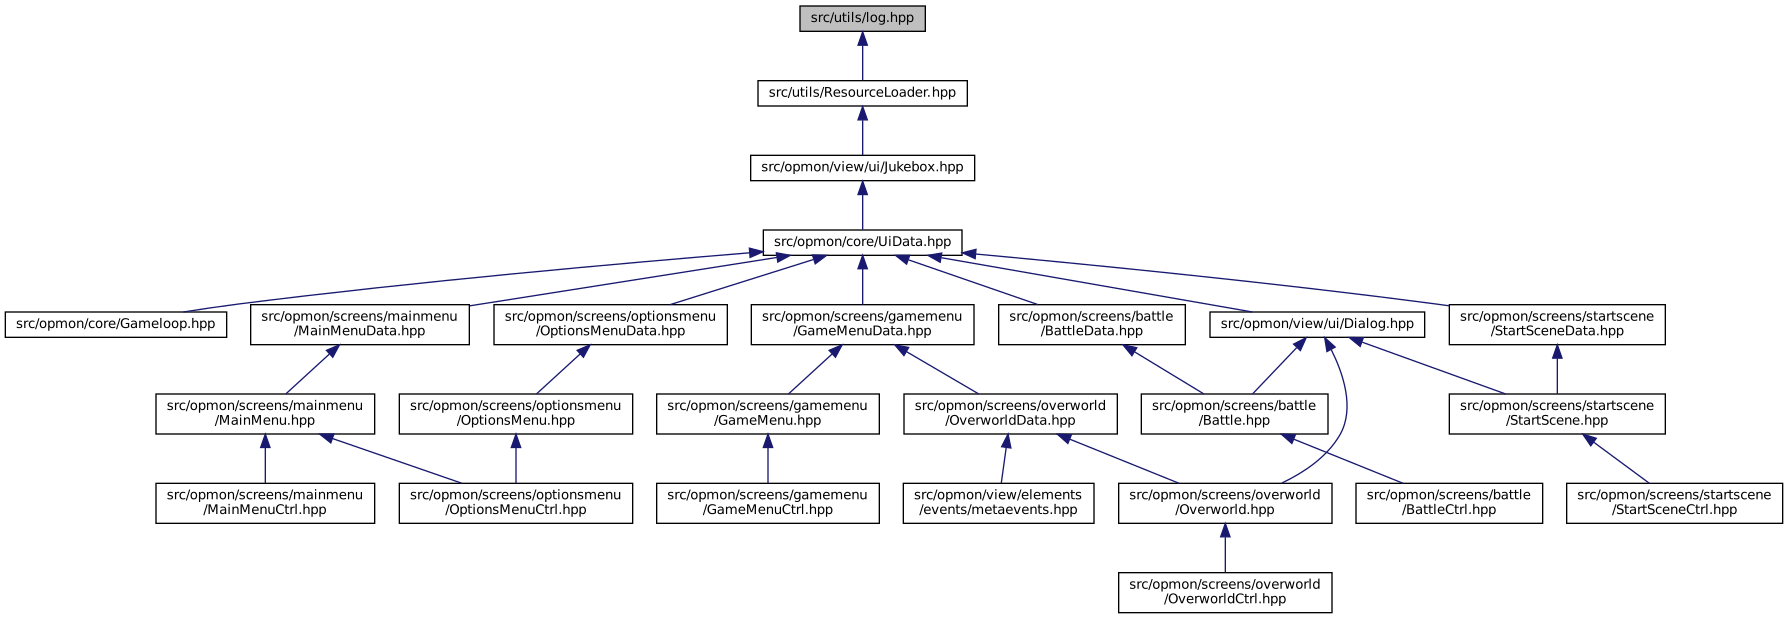 src/utils/log.hpp
src/utils/ResourceLoader.hpp
src/opmon/view/ui/Jukebox.hpp
src/opmon/core/UiData.hpp
src/opmon/core/Gameloop.hpp
src/opmon/screens/mainmenu
/MainMenuData.hpp
src/opmon/screens/optionsmenu
/OptionsMenuData.hpp
src/opmon/screens/gamemenu
/GameMenuData.hpp
src/opmon/screens/battle
/BattleData.hpp
src/opmon/view/ui/Dialog.hpp
src/opmon/screens/startscene
/StartSceneData.hpp
src/opmon/screens/mainmenu
/MainMenu.hpp
src/opmon/screens/optionsmenu
/OptionsMenu.hpp
src/opmon/screens/gamemenu
/GameMenu.hpp
src/opmon/screens/overworld
/OverworldData.hpp
src/opmon/screens/battle
/Battle.hpp
src/opmon/screens/startscene
/StartScene.hpp
src/opmon/screens/mainmenu
/MainMenuCtrl.hpp
src/opmon/screens/optionsmenu
/OptionsMenuCtrl.hpp
src/opmon/screens/gamemenu
/GameMenuCtrl.hpp
src/opmon/view/elements
/events/metaevents.hpp
src/opmon/screens/overworld
/Overworld.hpp
src/opmon/screens/battle
/BattleCtrl.hpp
src/opmon/screens/startscene
/StartSceneCtrl.hpp
src/opmon/screens/overworld
/OverworldCtrl.hpp